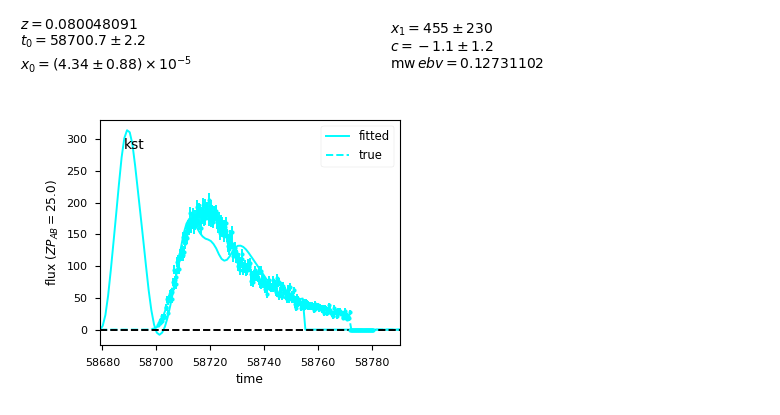 z = 0.080048091
t₀ = 58700.7 ± 2.2
x₀ = (4.34 ± 0.88) × 10⁻⁵
x₁ = 455 ± 230
c = −1.1 ± 1.2
mw ebv = 0.12731102
kst
fitted
true
flux (ZP_AB = 25.0)
300
250
200
150
100
50
0
58680 58700 58720 58740 58760 58780
time